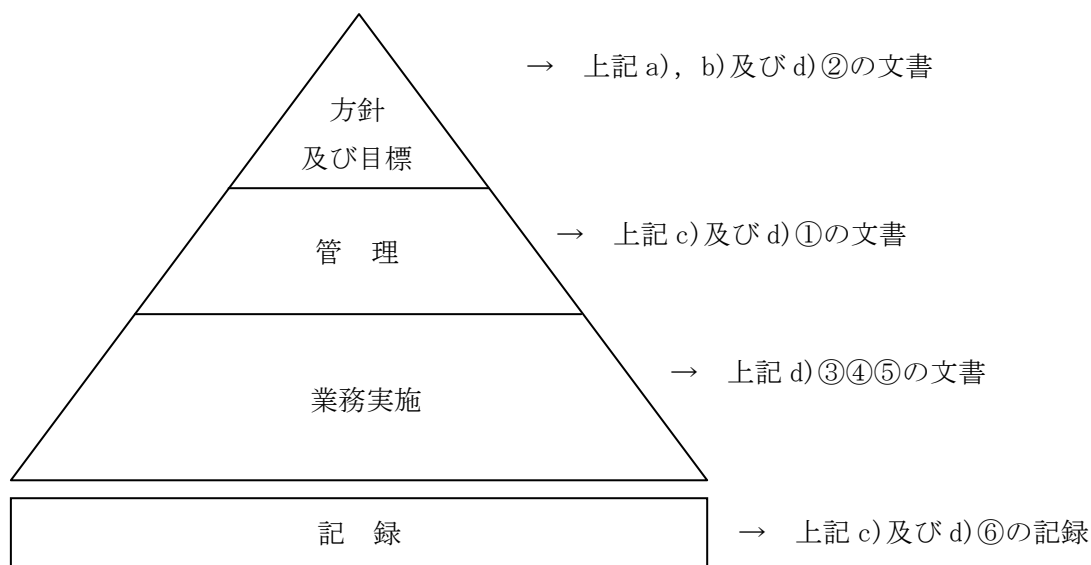 → 上記 a), b)及び d)②の文書
方針
及び目標
→ 上記 c)及び d)①の文書
管 理
→ 上記 d)③④⑤の文書
業務実施
記 録
→ 上記 c)及び d)⑥の記録